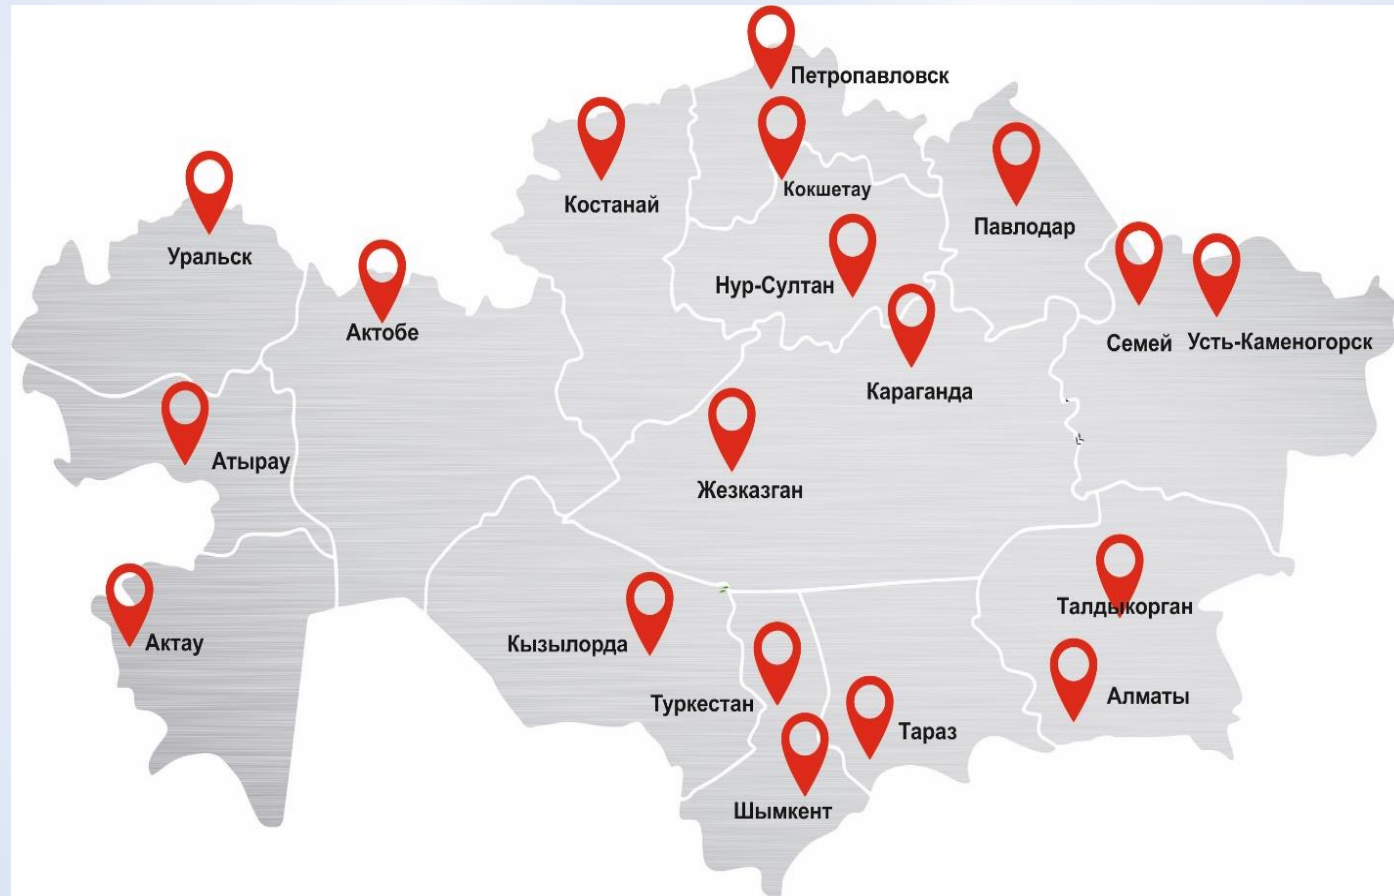 Петропавловск
Кокшетау
Костанай
Павлодар
Уральск
Нур-Султан
Актобе
Семей
Усть-Каменогорск
Караганда
Атырау
Жезказган
Талдыкорган
Актау
Кызылорда
Туркестан
Алматы
Тараз
Шымкент